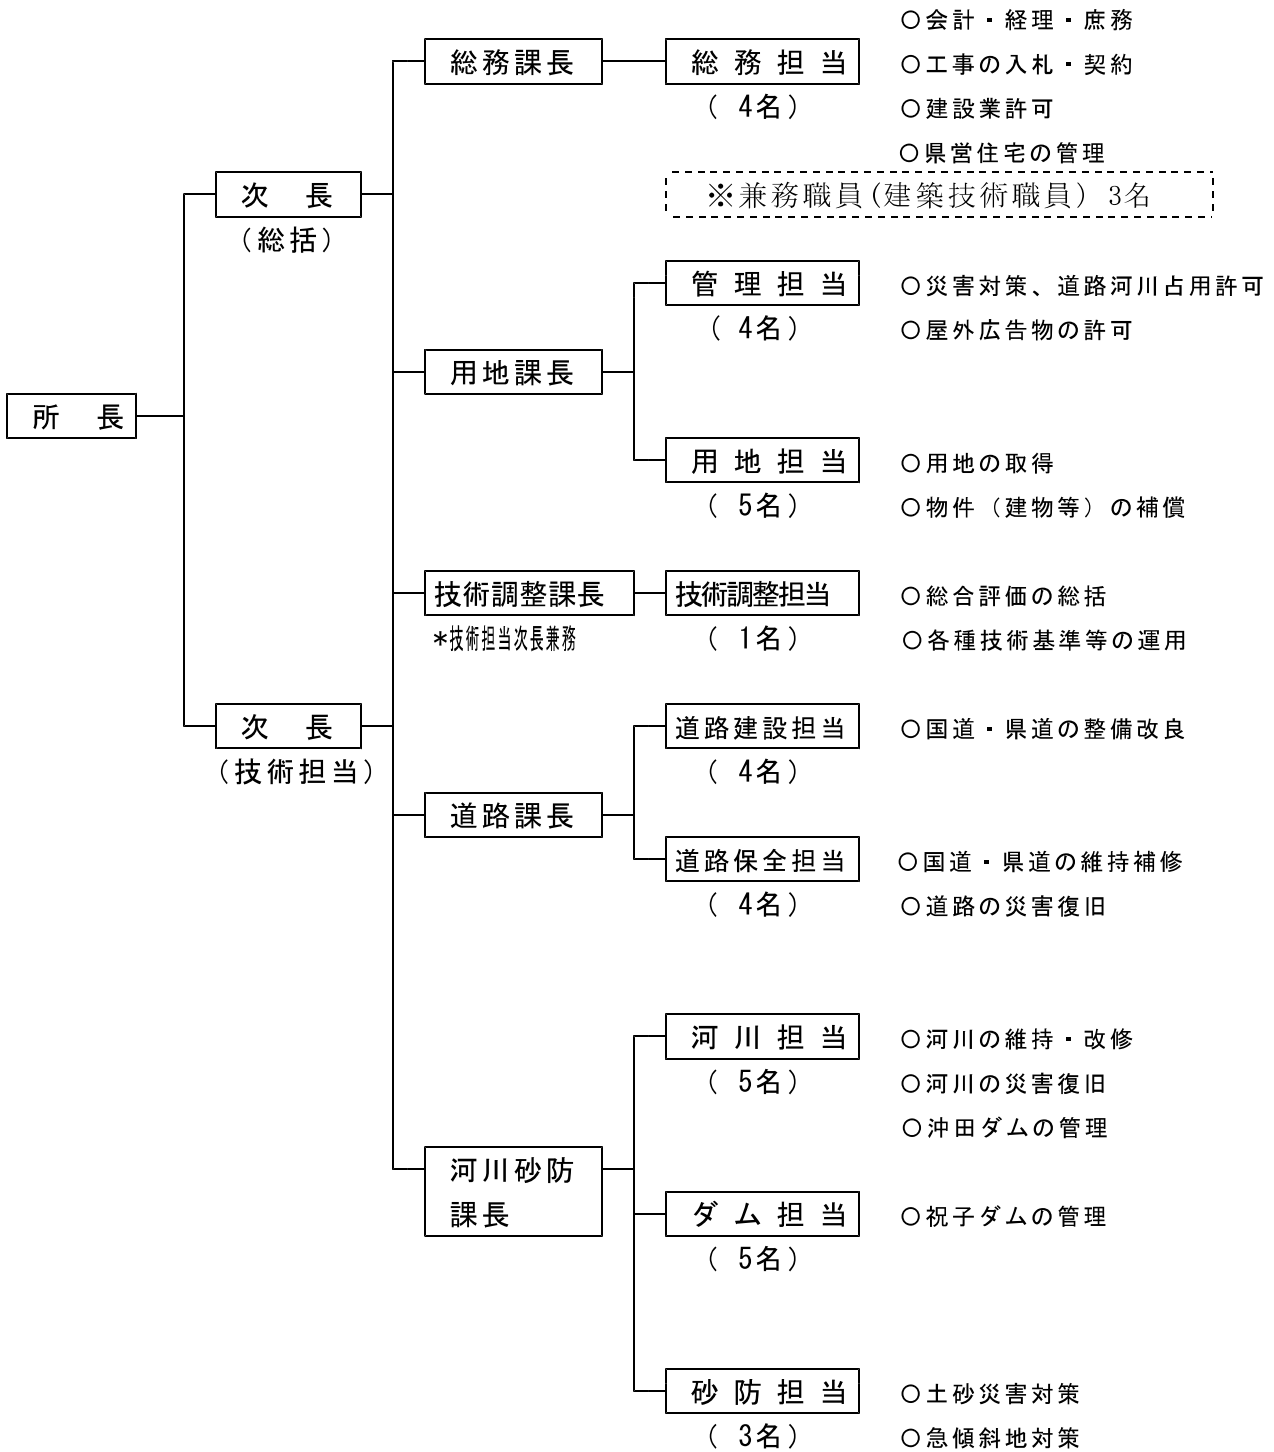 所　長
次　長
（総括）
次　長
（技術担当）
総務課長
用地課長
技術調整課長
*技術担当次長兼務
道路課長
河川砂防
課長
総務担当
（ 4名）
○会計・経理・庶務
○工事の入札・契約
○建設業許可
○県営住宅の管理
※兼務職員(建築技術職員) 3名
管理担当
（ 4名）
○災害対策、道路河川占用許可
○屋外広告物の許可
用地担当
（ 5名）
○用地の取得
○物件（建物等）の補償
技術調整担当
（ 1名）
○総合評価の総括
○各種技術基準等の運用
道路建設担当
（ 4名）
○国道・県道の整備改良
道路保全担当
（ 4名）
○国道・県道の維持補修
○道路の災害復旧
河川担当
（ 5名）
○河川の維持・改修
○河川の災害復旧
○沖田ダムの管理
ダム担当
（ 5名）
○祝子ダムの管理
砂防担当
（ 3名）
○土砂災害対策
○急傾斜地対策